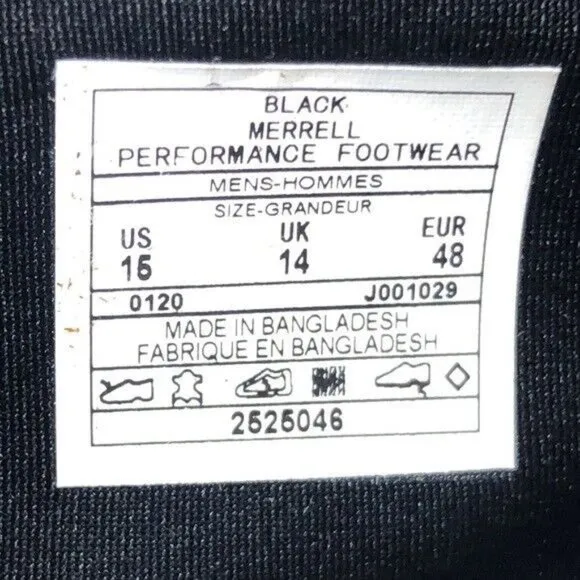 BLACK
MERRELL
PERFORMANCE FOOTWEAR
MENS-HOMMES
SIZE-GRANDEUR
US UK EUR
15 14 48
0120 J001029
MADE IN BANGLADESH
FABRIQUE EN BANGLADESH
2525046